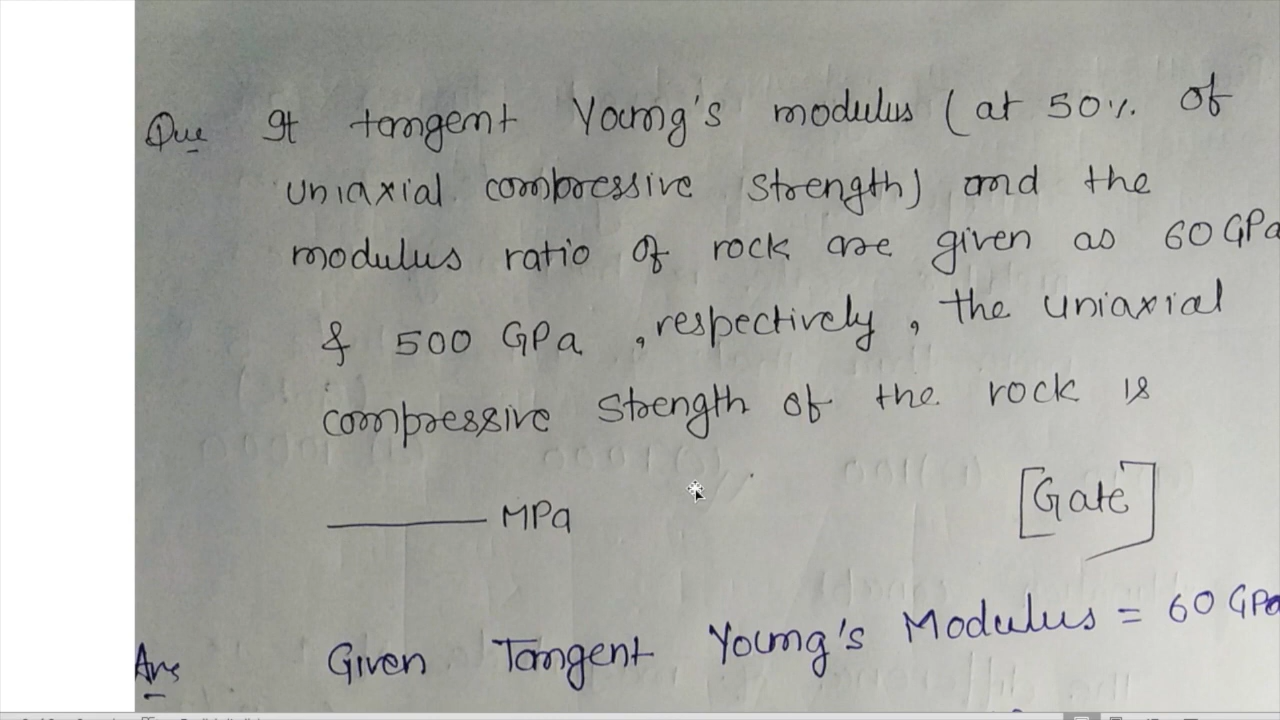 Que It tangent Young's modulus (at 50% of
uniaxial compressive strength) and the
modulus ratio of rock are given as 60 GPa
& 500 GPa , respectively, the uniaxial
compressive strength of the rock is
______ MPa
[Gate]
Ans Given Tangent Young's Modulus = 60 GPa